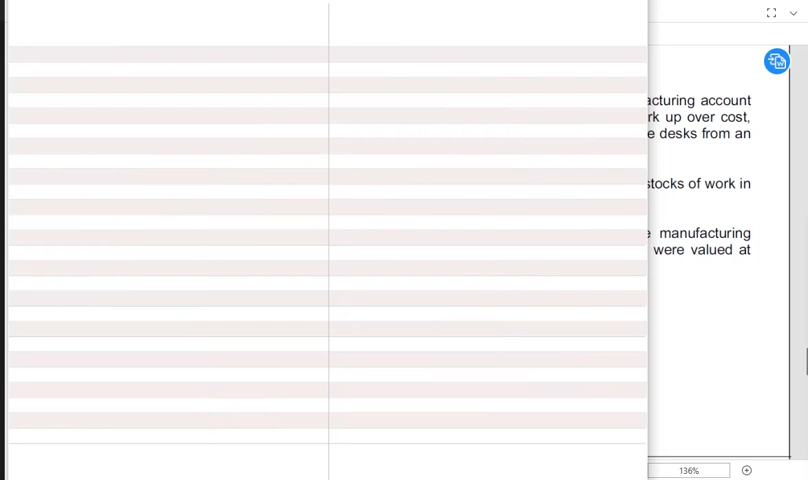 acturing account
rk up over cost,
e desks from an
stocks of work in
e manufacturing
were valued at
136%